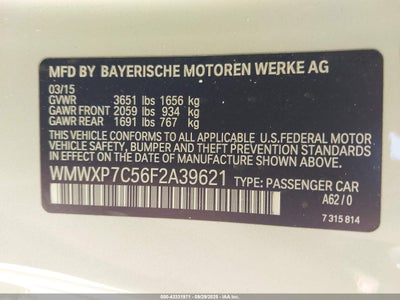 MFD BY BAYERISCHE MOTOREN WERKE AG
03/15
GVWR 3651 lbs 1656 kg
GAWR FRONT 2059 lbs 934 kg
GAWR REAR 1691 lbs 767 kg
THIS VEHICLE CONFORMS TO ALL APPLICABLE U.S.FEDERAL MOTOR
VEHICLE SAFETY, BUMPER AND THEFT PREVENTION STANDARDS IN
EFFECT ON THE DATE OF MANUFACTURE SHOWN ABOVE.
WMWXP7C56F2A39621 TYPE: PASSENGER CAR
A62/0
7 315 814